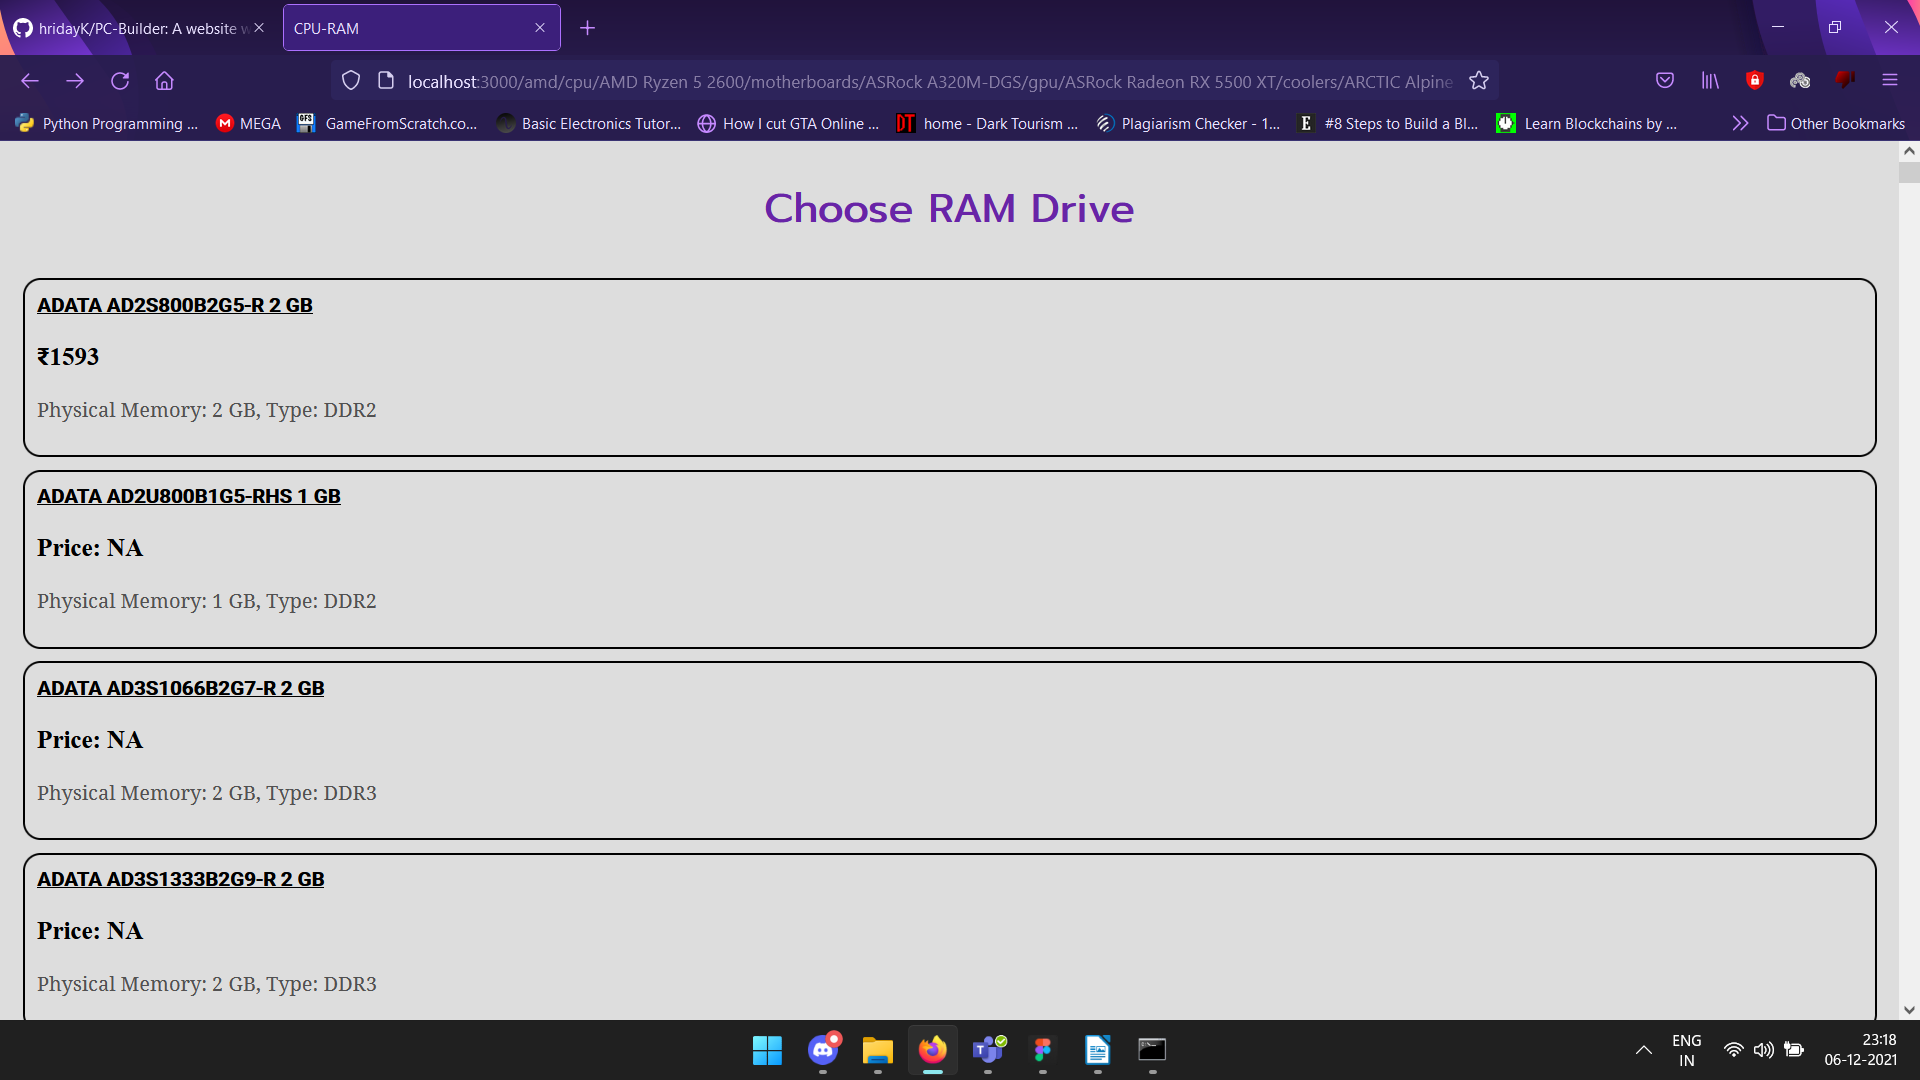 hridayK/PC-Builder: A website w
CPU-RAM
localhost:3000/amd/cpu/AMD Ryzen 5 2600/motherboards/ASRock A320M-DGS/gpu/ASRock Radeon RX 5500 XT/coolers/ARCTIC Alpine
Python Programming ...
M MEGA
GFS GameFromScratch.co...
Basic Electronics Tutor...
How I cut GTA Online ...
DT home - Dark Tourism ...
Plagiarism Checker - 1...
E #8 Steps to Build a Bl...
Learn Blockchains by ...
Other Bookmarks
Choose RAM Drive
ADATA AD2S800B2G5-R 2 GB
₹1593
Physical Memory: 2 GB, Type: DDR2
ADATA AD2U800B1G5-RHS 1 GB
Price: NA
Physical Memory: 1 GB, Type: DDR2
ADATA AD3S1066B2G7-R 2 GB
Price: NA
Physical Memory: 2 GB, Type: DDR3
ADATA AD3S1333B2G9-R 2 GB
Price: NA
Physical Memory: 2 GB, Type: DDR3
ENG
IN
23:18
06-12-2021